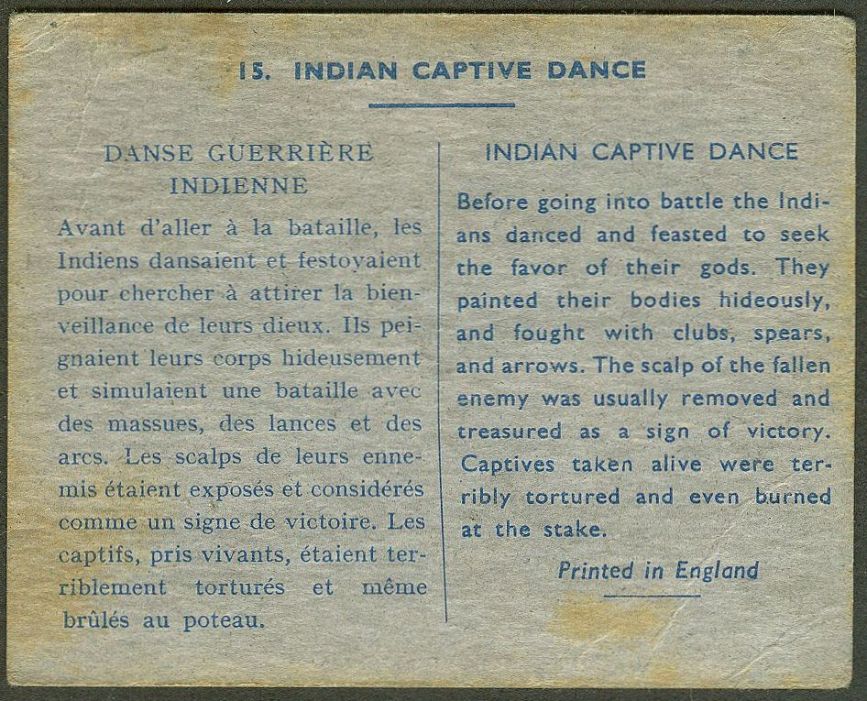 15. INDIAN CAPTIVE DANCE
DANSE GUERRIÈRE
INDIENNE
Avant d'aller à la bataille, les
Indiens dansaient et festoyaient
pour chercher à attirer la bien-
veillance de leurs dieux. Ils pei-
gnaient leurs corps hideusement
et simulaient une bataille avec
des massues, des lances et des
arcs. Les scalps de leurs enne-
mis étaient exposés et considérés
comme un signe de victoire. Les
captifs, pris vivants, étaient ter-
riblement torturés et même
brûlés au poteau.
INDIAN CAPTIVE DANCE
Before going into battle the Indi-
ans danced and feasted to seek
the favor of their gods. They
painted their bodies hideously,
and fought with clubs, spears,
and arrows. The scalp of the fallen
enemy was usually removed and
treasured as a sign of victory.
Captives taken alive were ter-
ribly tortured and even burned
at the stake.
Printed in England